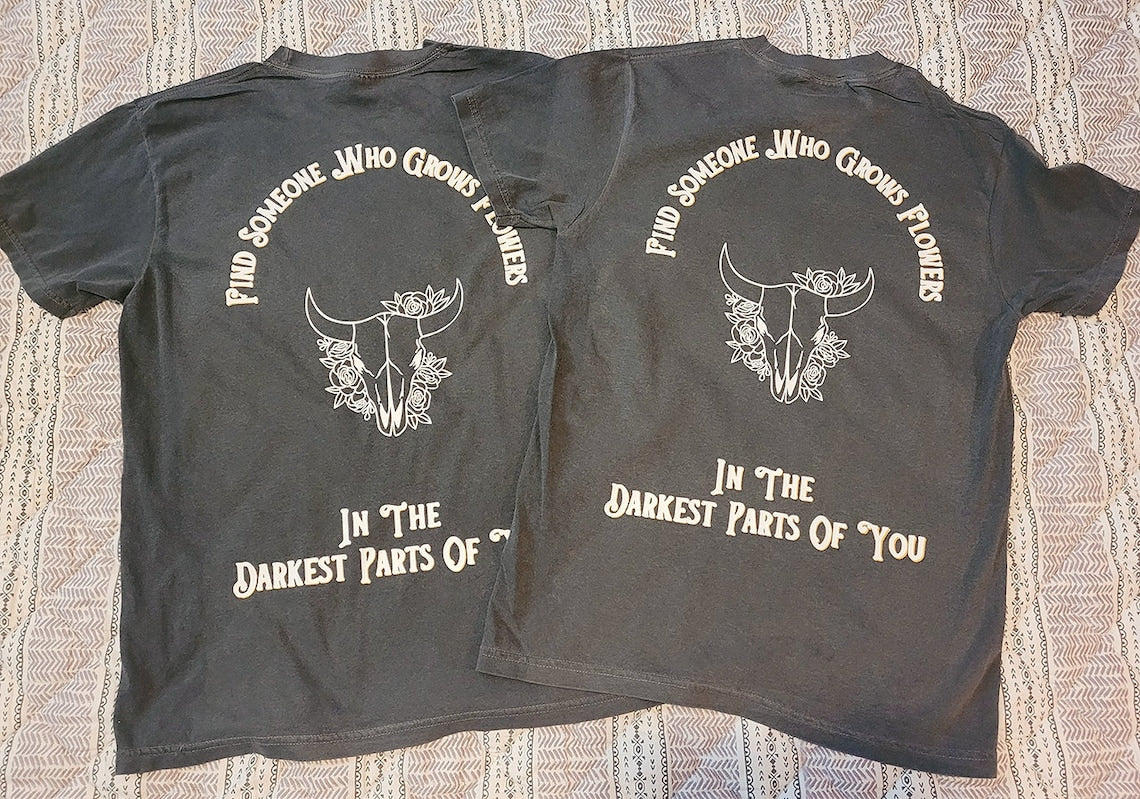 Find Someone Who Grows Flowers
In The
Darkest Parts Of
Find Someone Who Grows Flowers
In The
Darkest Parts Of You